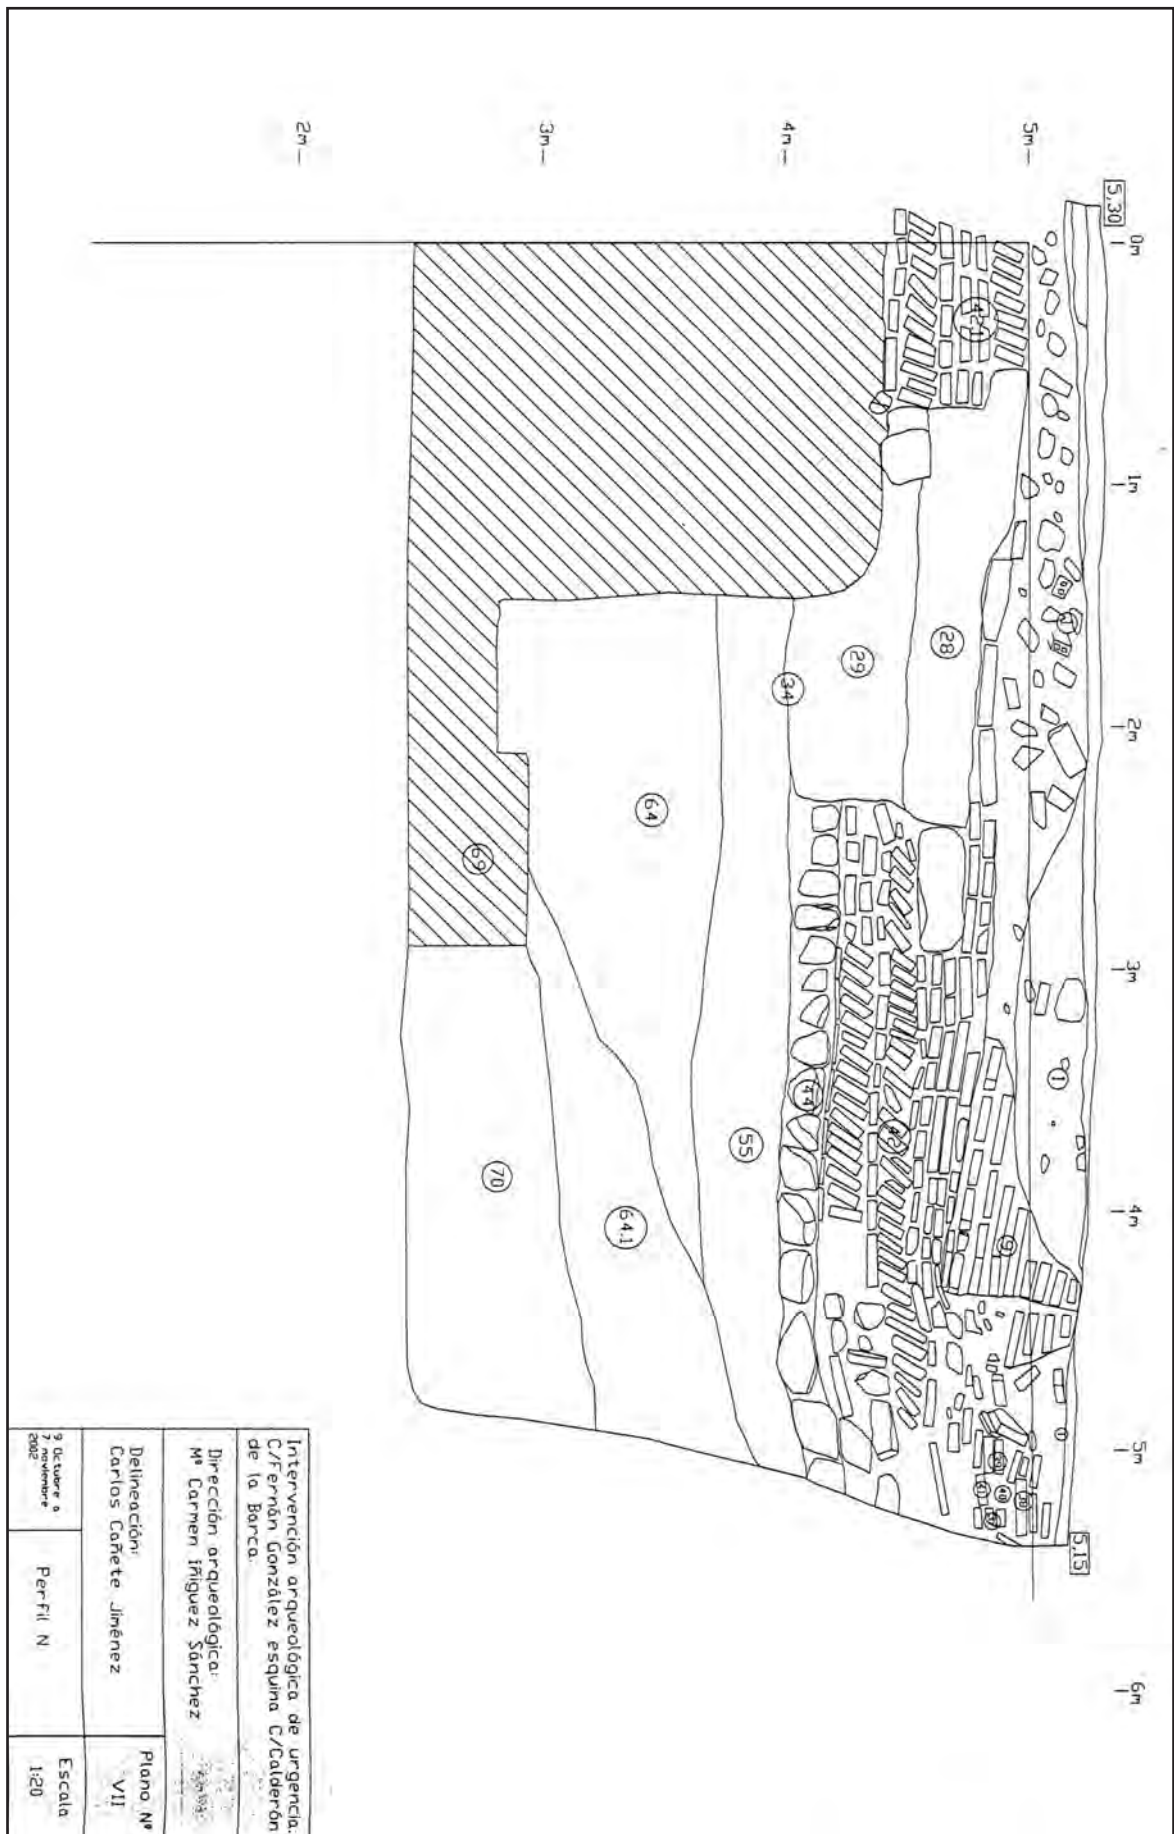 0m
1m
2m
3m
4m
5m
6m
5,30
5,15
5m
4m
3m
2m
42.1
1
28
29
34
9
44
55
64
64.1
69
70
Intervención arqueológica de urgencia.
C/Fernán González esquina C/Calderón
de la Barca.
Dirección arqueológica:
Mª Carmen Íñiguez Sánchez
Delineación:
Carlos Cañete Jiménez
Plano Nº
VII
9 Octubre a
7 noviembre
2002
Perfil N
Escala
1:20